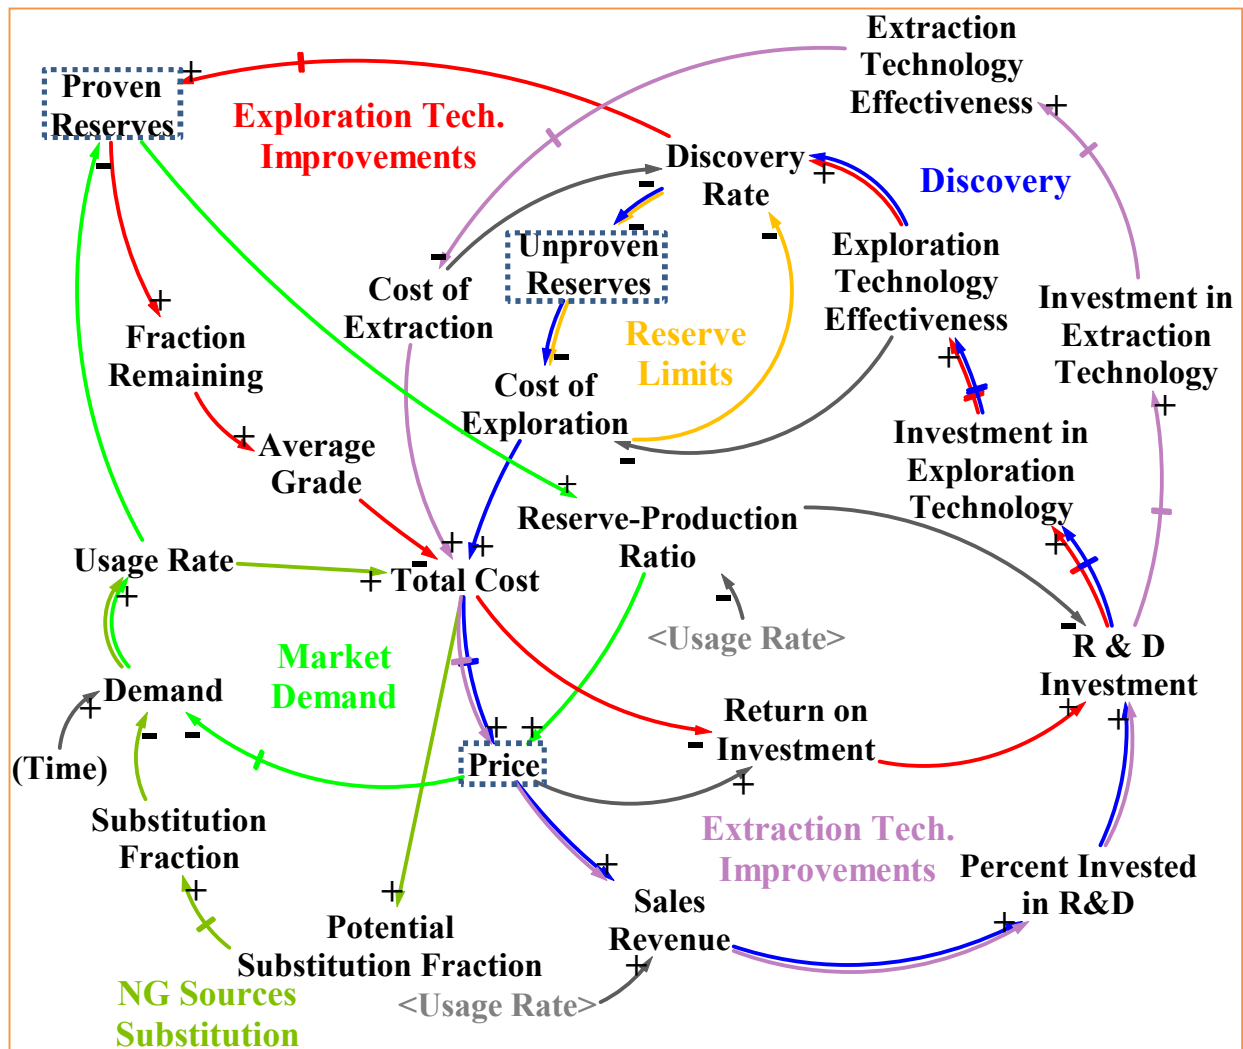 Extraction
Technology
Effectiveness
Proven
Reserves
Exploration Tech.
Improvements
Discovery
Rate
Discovery
Unproven
Reserves
Exploration
Technology
Effectiveness
Cost of
Extraction
Investment in
Extraction
Technology
Fraction
Remaining
Reserve
Limits
Cost of
Exploration
Average
Grade
Investment in
Exploration
Technology
Reserve-Production
Ratio
Usage Rate
Total Cost
<Usage Rate>
R & D
Investment
Market
Demand
Demand
Return on
Investment
(Time)
Price
Substitution
Fraction
Extraction Tech.
Improvements
Percent Invested
in R&D
Sales
Revenue
Potential
Substitution Fraction
<Usage Rate>
NG Sources
Substitution